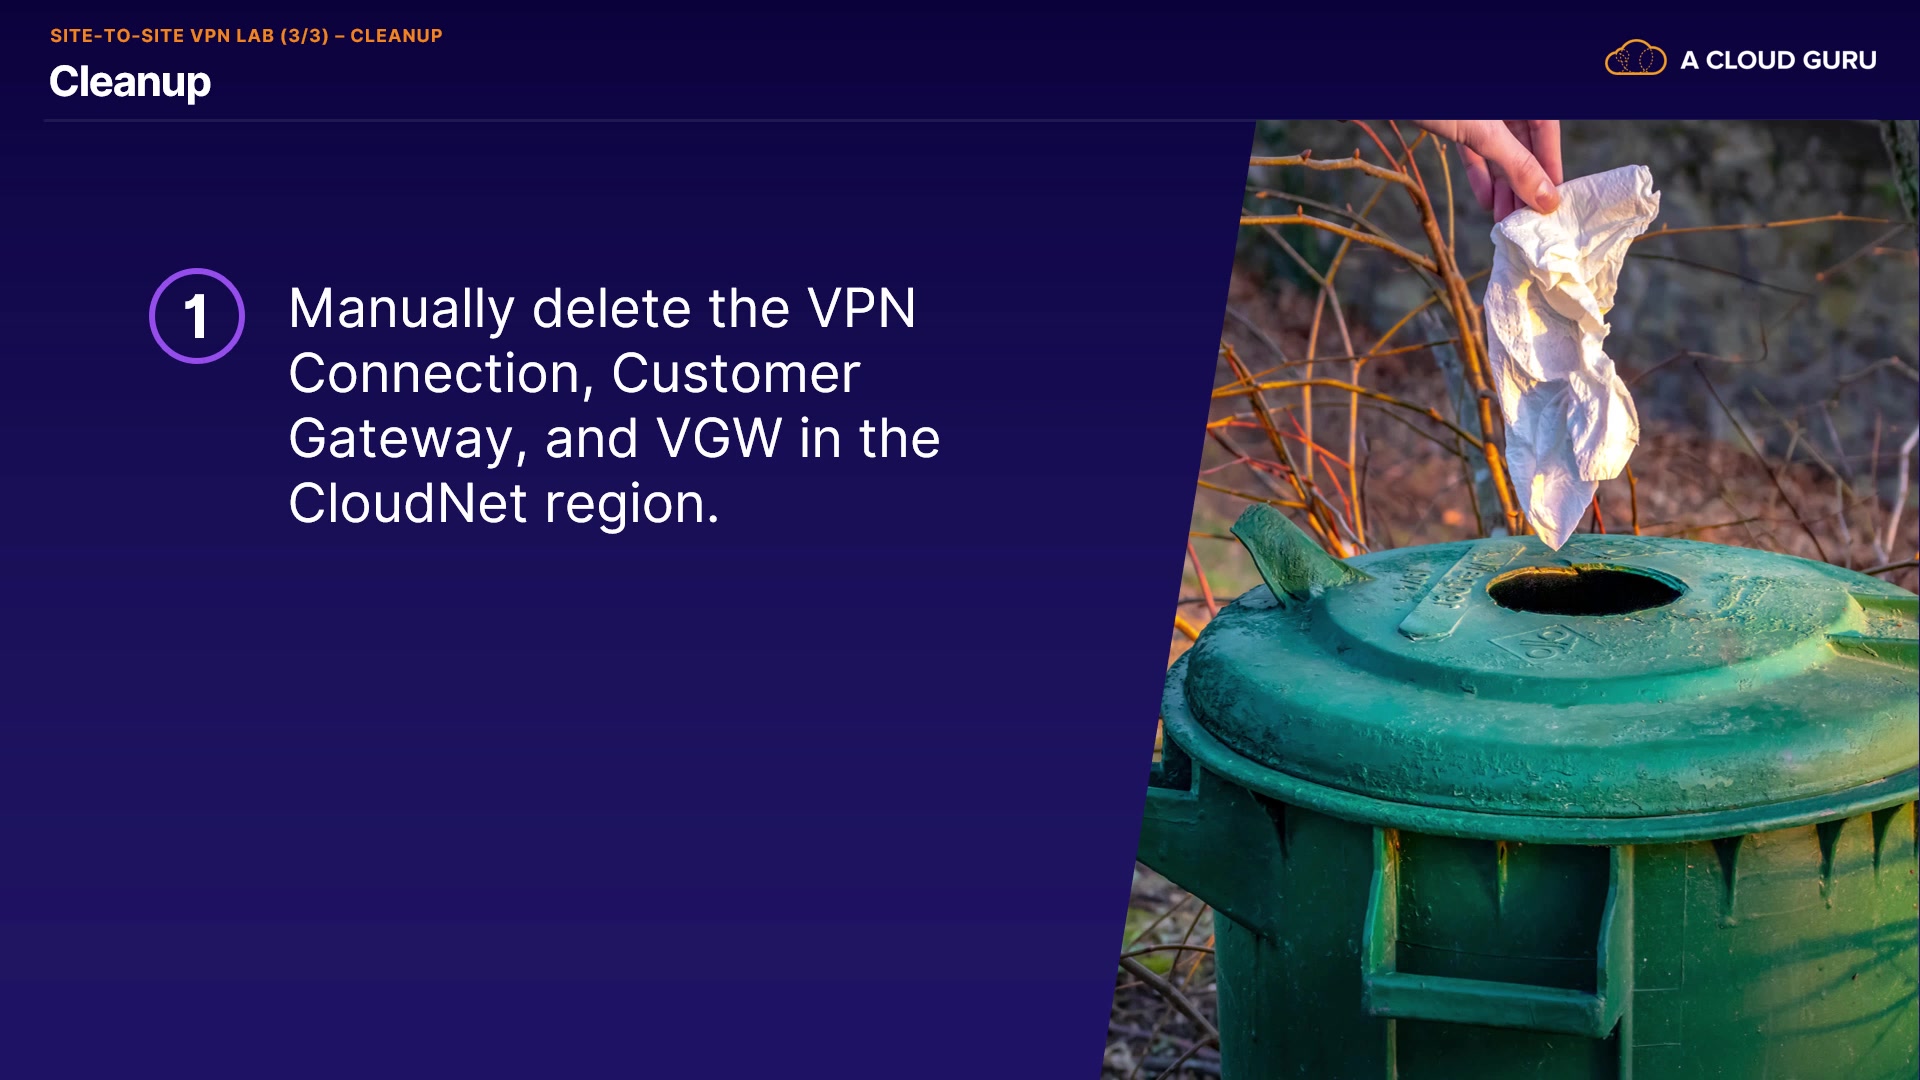 SITE-TO-SITE VPN LAB (3/3) – CLEANUP
Cleanup
A CLOUD GURU
1
Manually delete the VPN
Connection, Customer
Gateway, and VGW in the
CloudNet region.